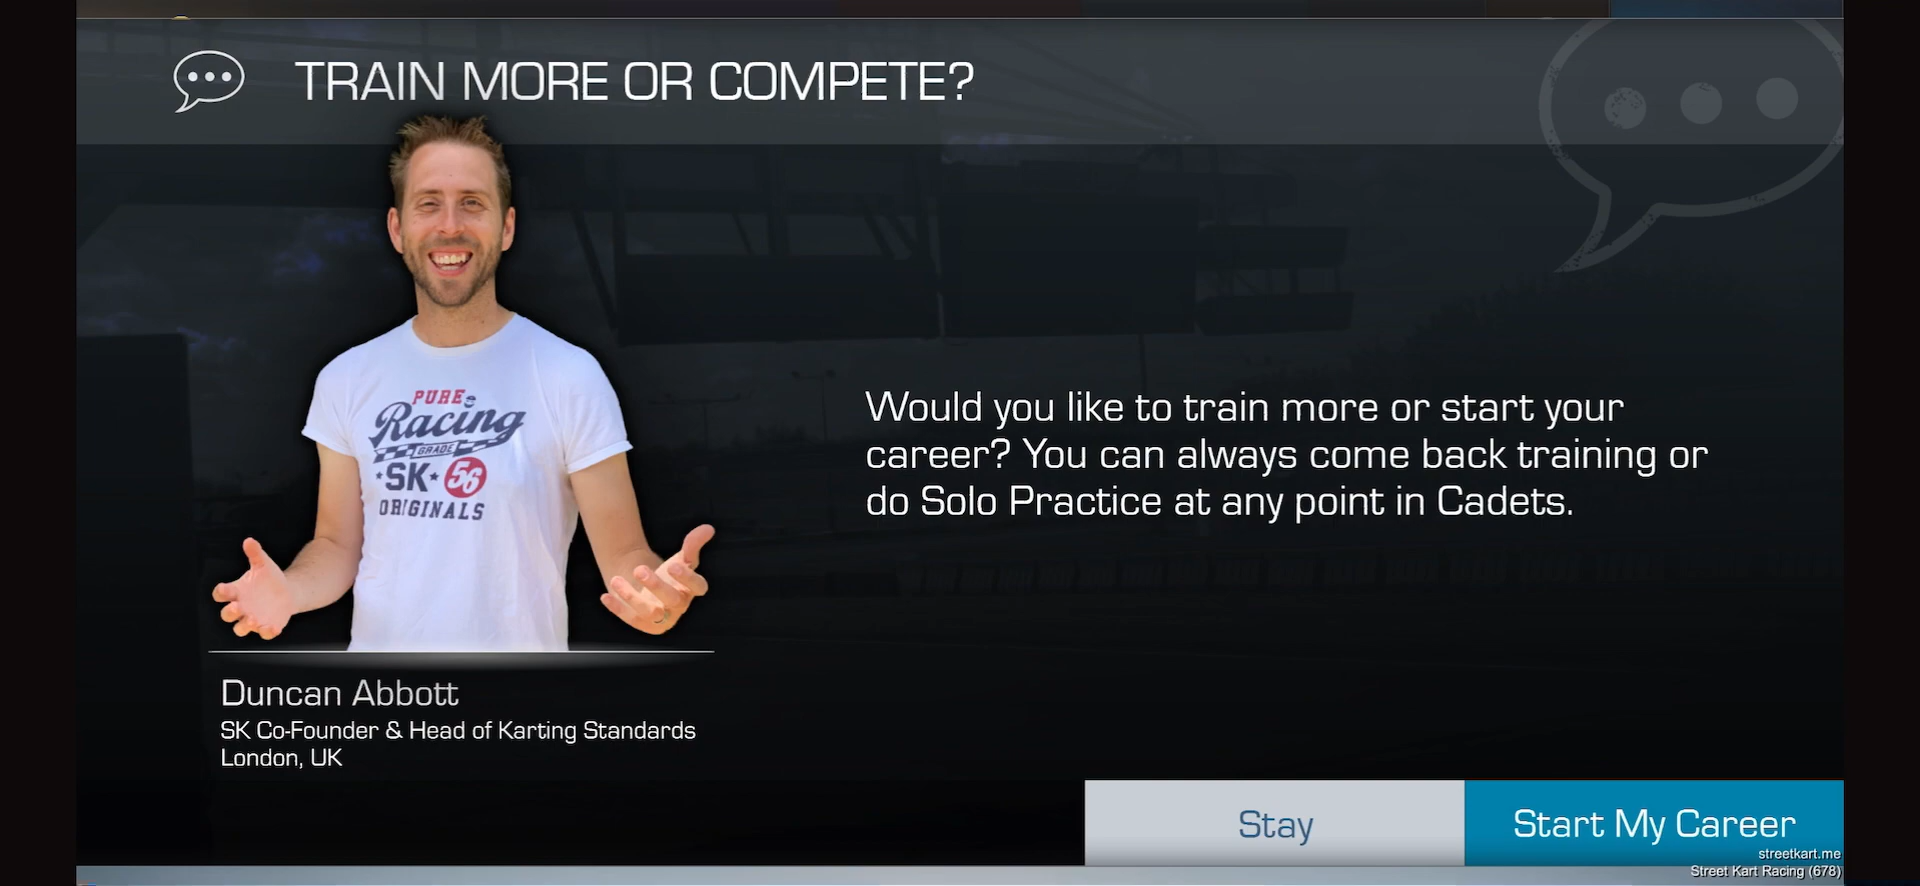 TRAIN MORE OR COMPETE?
PURE
Racing
GRADE
SK 56
ORIGINALS
Would you like to train more or start your
career? You can always come back training or
do Solo Practice at any point in Cadets.
Duncan Abbott
SK Co-Founder & Head of Karting Standards
London, UK
Stay
Start My Career
streetkart.me
Street Kart Racing (678)